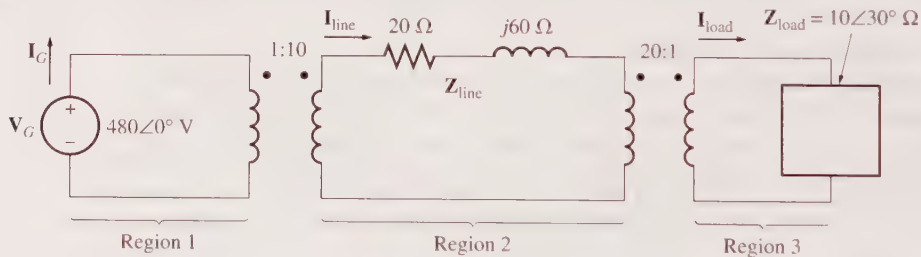 I_G
1:10
I_line
20 Ω
j60 Ω
Z_line
20:1
I_load
Z_load = 10∠30° Ω
V_G
+
−
480∠0° V
Region 1
Region 2
Region 3